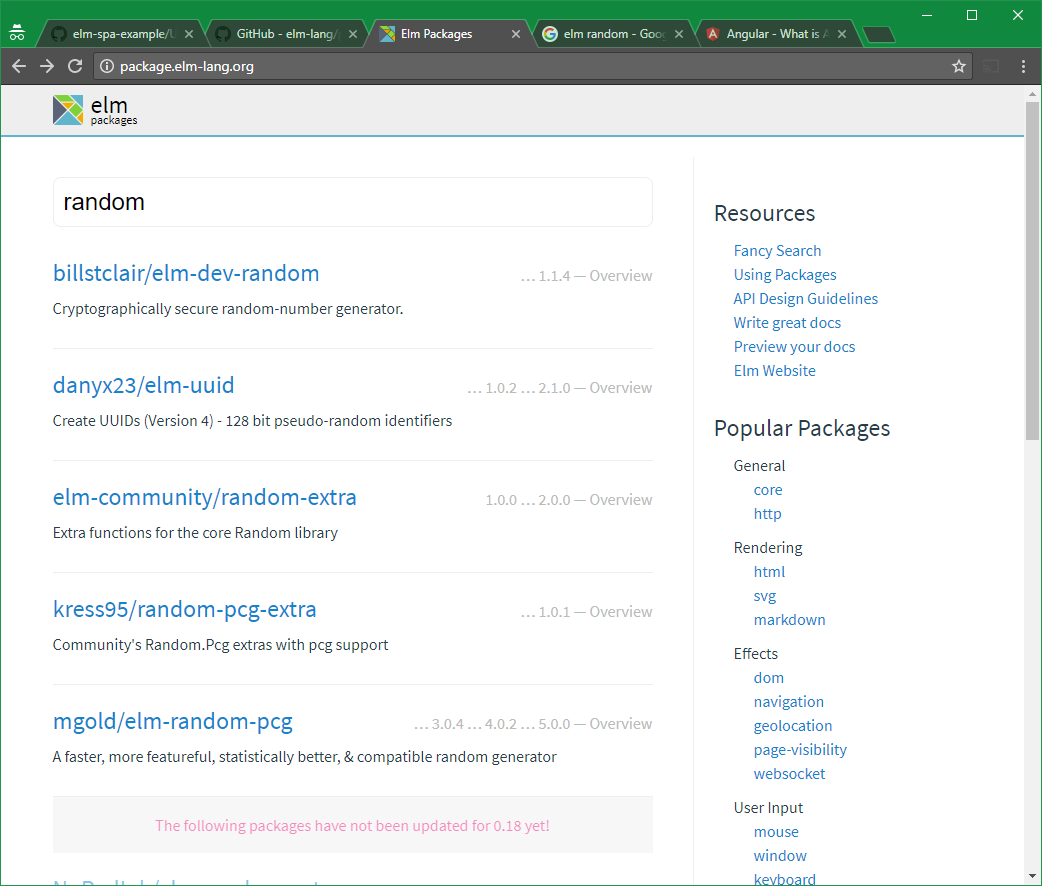 elm-spa-example/
GitHub - elm-lang/
Elm Packages
elm random - Goo
Angular - What is
package.elm-lang.org
elm
packages
random
billstclair/elm-dev-random
… 1.1.4 — Overview
Cryptographically secure random-number generator.
danyx23/elm-uuid
… 1.0.2 … 2.1.0 — Overview
Create UUIDs (Version 4) - 128 bit pseudo-random identifiers
elm-community/random-extra
1.0.0 … 2.0.0 — Overview
Extra functions for the core Random library
kress95/random-pcg-extra
… 1.0.1 — Overview
Community's Random.Pcg extras with pcg support
mgold/elm-random-pcg
… 3.0.4 … 4.0.2 … 5.0.0 — Overview
A faster, more featureful, statistically better, & compatible random generator
The following packages have not been updated for 0.18 yet!
Resources
Fancy Search
Using Packages
API Design Guidelines
Write great docs
Preview your docs
Elm Website
Popular Packages
General
core
http
Rendering
html
svg
markdown
Effects
dom
navigation
geolocation
page-visibility
websocket
User Input
mouse
window
keyboard